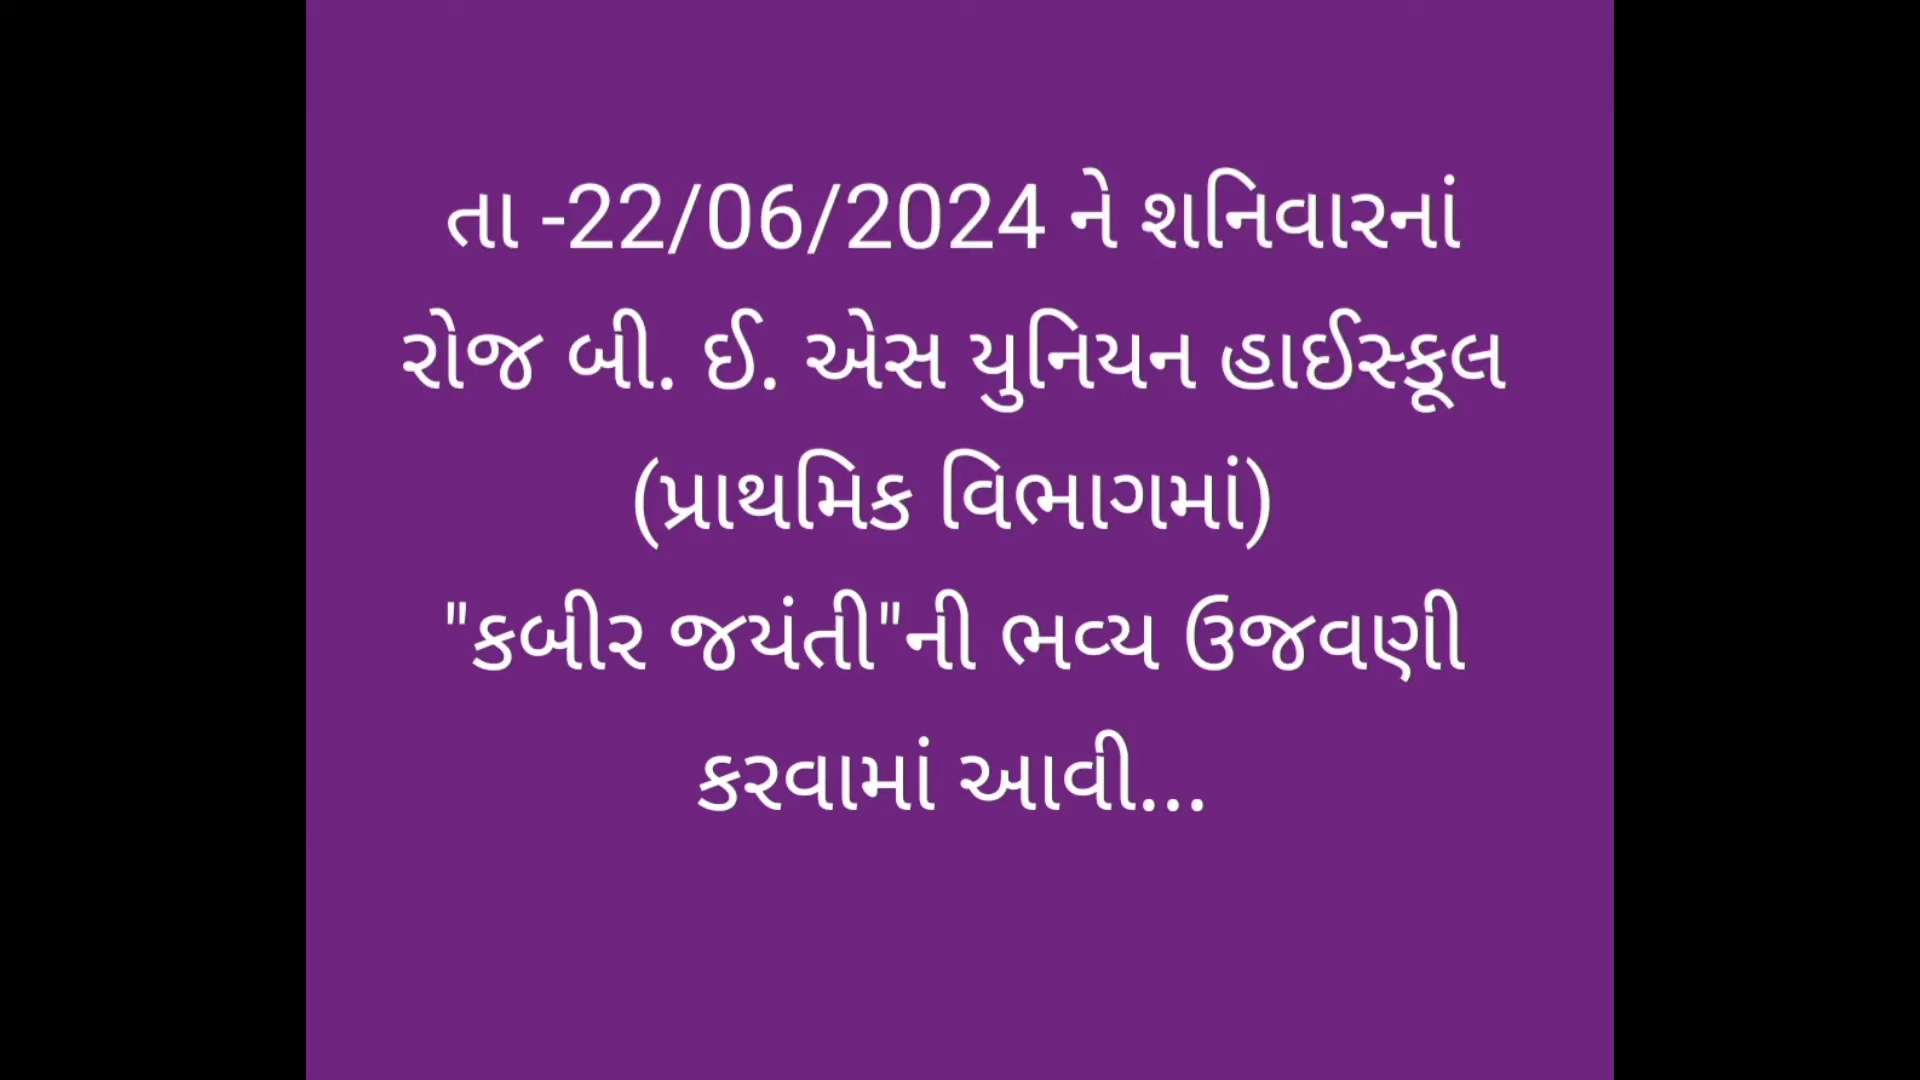 તા -22/06/2024 ને શનિવારનાં
રોજ બી. ઈ. એસ યુનિયન હાઈસ્કૂલ
(પ્રાથમિક વિભાગમાં)
"કબીર જયંતી"ની ભવ્ય ઉજવણી
કરવામાં આવી...